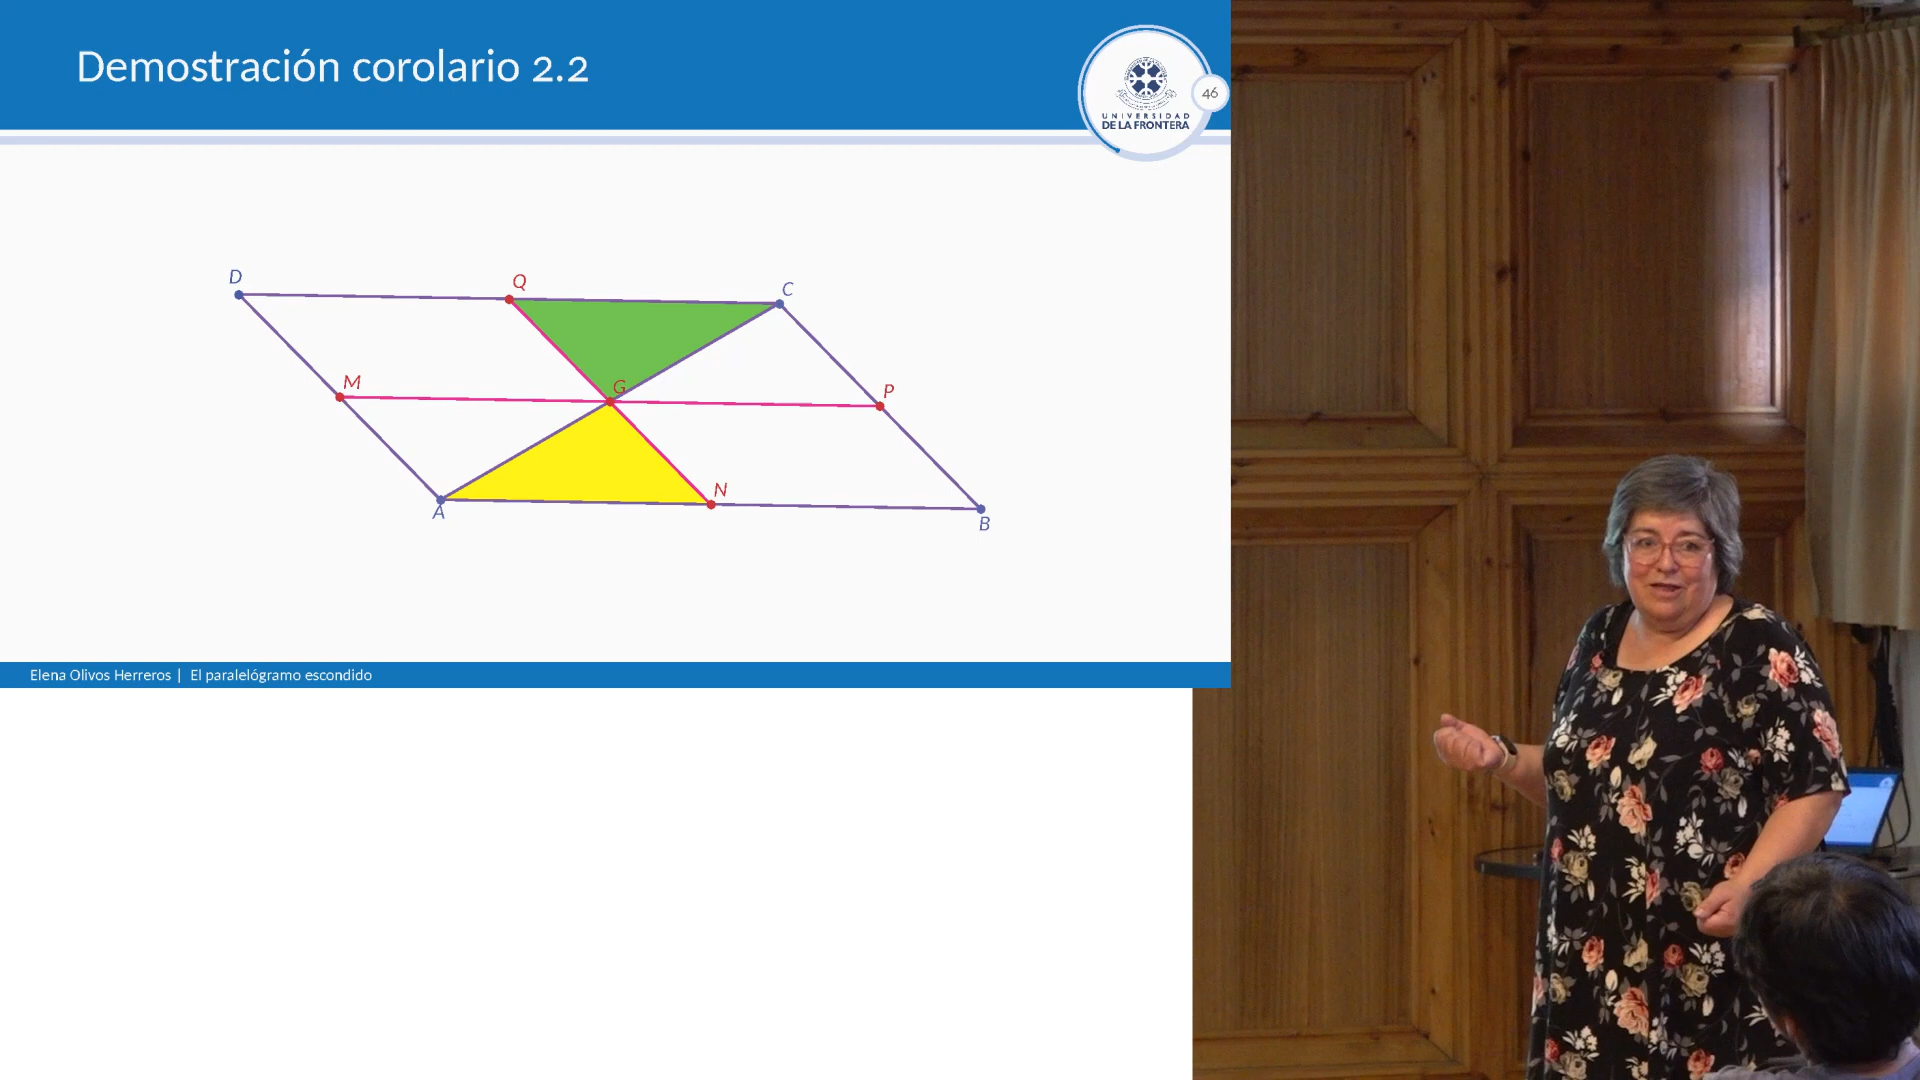 Demostración corolario 2.2
46
UNIVERSIDAD
DE LA FRONTERA
D
Q
C
M
G
P
N
A
B
Elena Olivos Herreros | El paralelógramo escondido